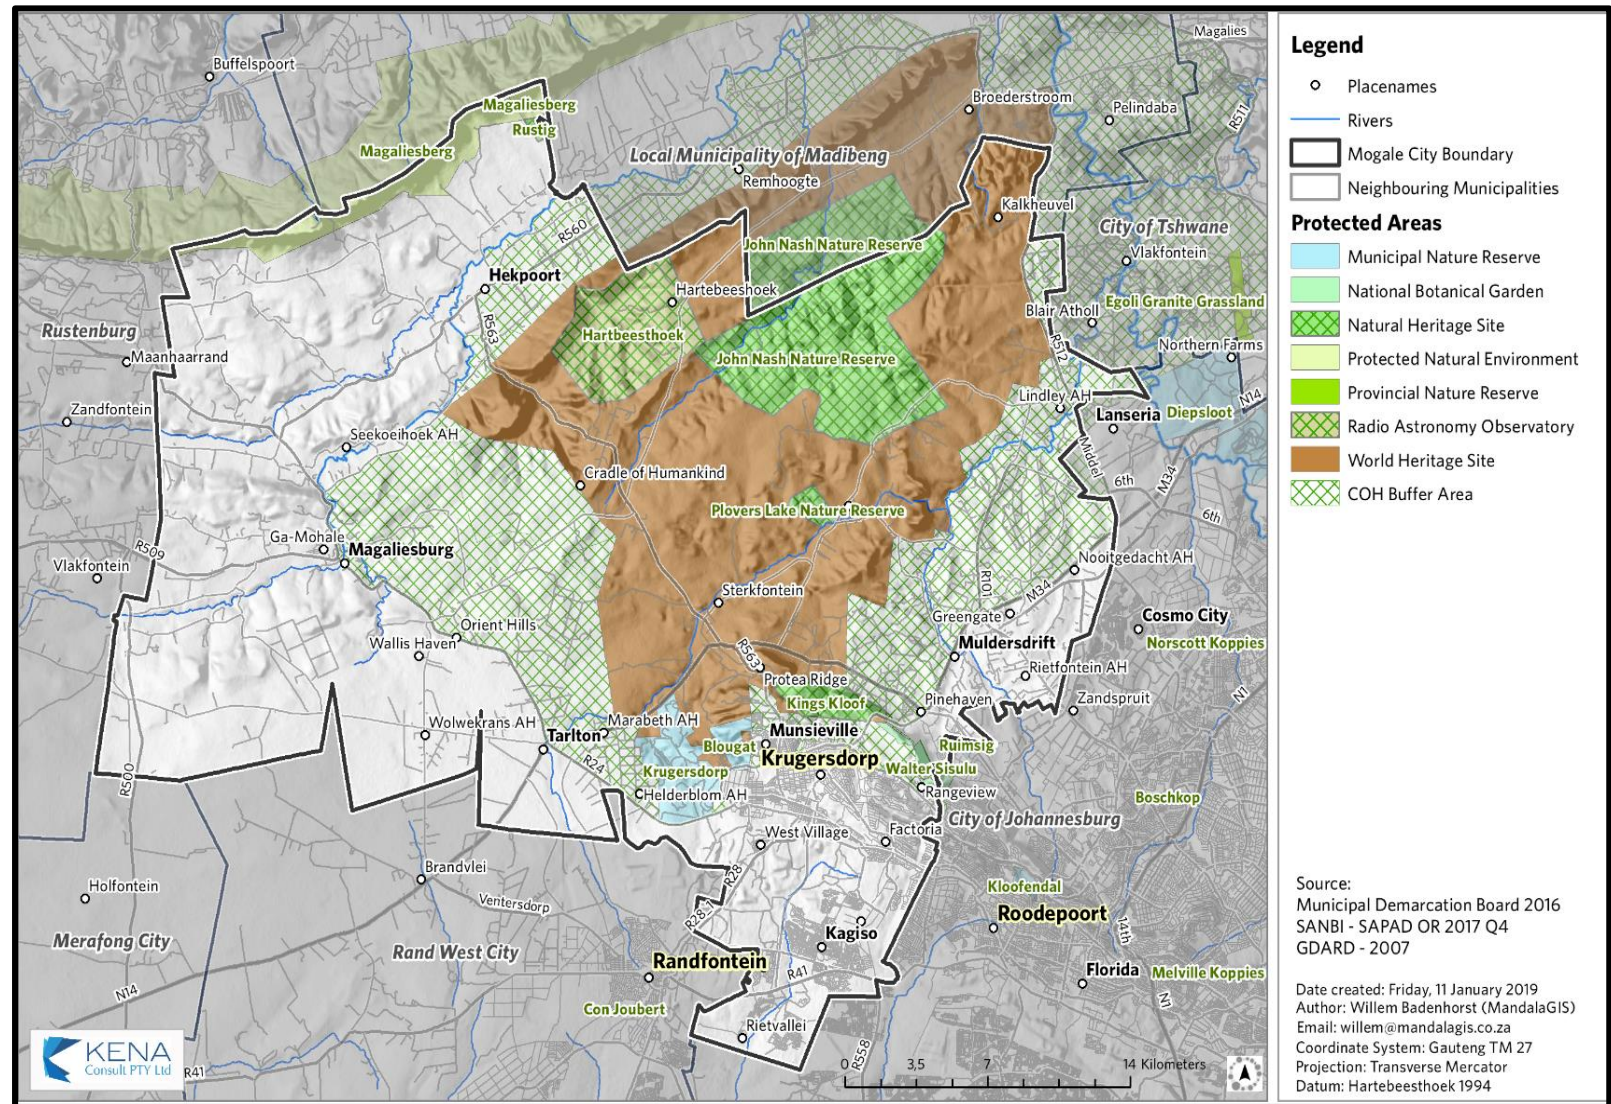 Buffelspoort
Magalies
R511
Magaliesberg
Rustig
Broederstroom
Pelindaba
Magaliesberg
Local Municipality of Madibeng
Remhoogte
Kalkheuvel
R560
City of Tshwane
John Nash Nature Reserve
Vlakfontein
Hekpoort
Hartebeeshoek
Egoli Granite Grassland
Blair Atholl
Rustenburg
R563
Hartbeesthoek
R512
Northern Farms
Maanhaarrand
John Nash Nature Reserve
Lindley AH
N14
Zandfontein
Lanseria
Diepsloot
Seekoeihoek AH
Middel
Cradle of Humankind
6th
M34
Plovers Lake Nature Reserve
6th
Ga-Mohale
R509
Magaliesburg
Nooitgedacht AH
Vlakfontein
R101
M34
Sterkfontein
Greengate
Cosmo City
Orient Hills
Wallis Haven
Muldersdrift
Norscott Koppies
R563
Rietfontein AH
Protea Ridge
Kings Kloof
Pinehaven
Zandspruit
N1
Wolwekrans AH
Marabeth AH
Tarlton
Munsieville
Blougat
Ruimsig
R500
R24
Krugersdorp
Krugersdorp
Walter Sisulu
Helderblom AH
Rangeview
Boschkop
City of Johannesburg
West Village
Factoria
Brandvlei
R28
Holfontein
Ventersdorp
Kloofendal
R28_1
Roodepoort
14th
Merafong City
Rand West City
Kagiso
Randfontein
R41
Florida
Melville Koppies
N14
Con Joubert
N1
Rietvallei
R558
KENA
Consult PTY Ltd
R41
0 3,5 7 14 Kilometers
Legend
Placenames
Rivers
Mogale City Boundary
Neighbouring Municipalities
Protected Areas
Municipal Nature Reserve
National Botanical Garden
Natural Heritage Site
Protected Natural Environment
Provincial Nature Reserve
Radio Astronomy Observatory
World Heritage Site
COH Buffer Area
Source:
Municipal Demarcation Board 2016
SANBI - SAPAD OR 2017 Q4
GDARD - 2007
Date created: Friday, 11 January 2019
Author: Willem Badenhorst (MandalaGIS)
Email: willem@mandalagis.co.za
Coordinate System: Gauteng TM 27
Projection: Transverse Mercator
Datum: Hartebeesthoek 1994